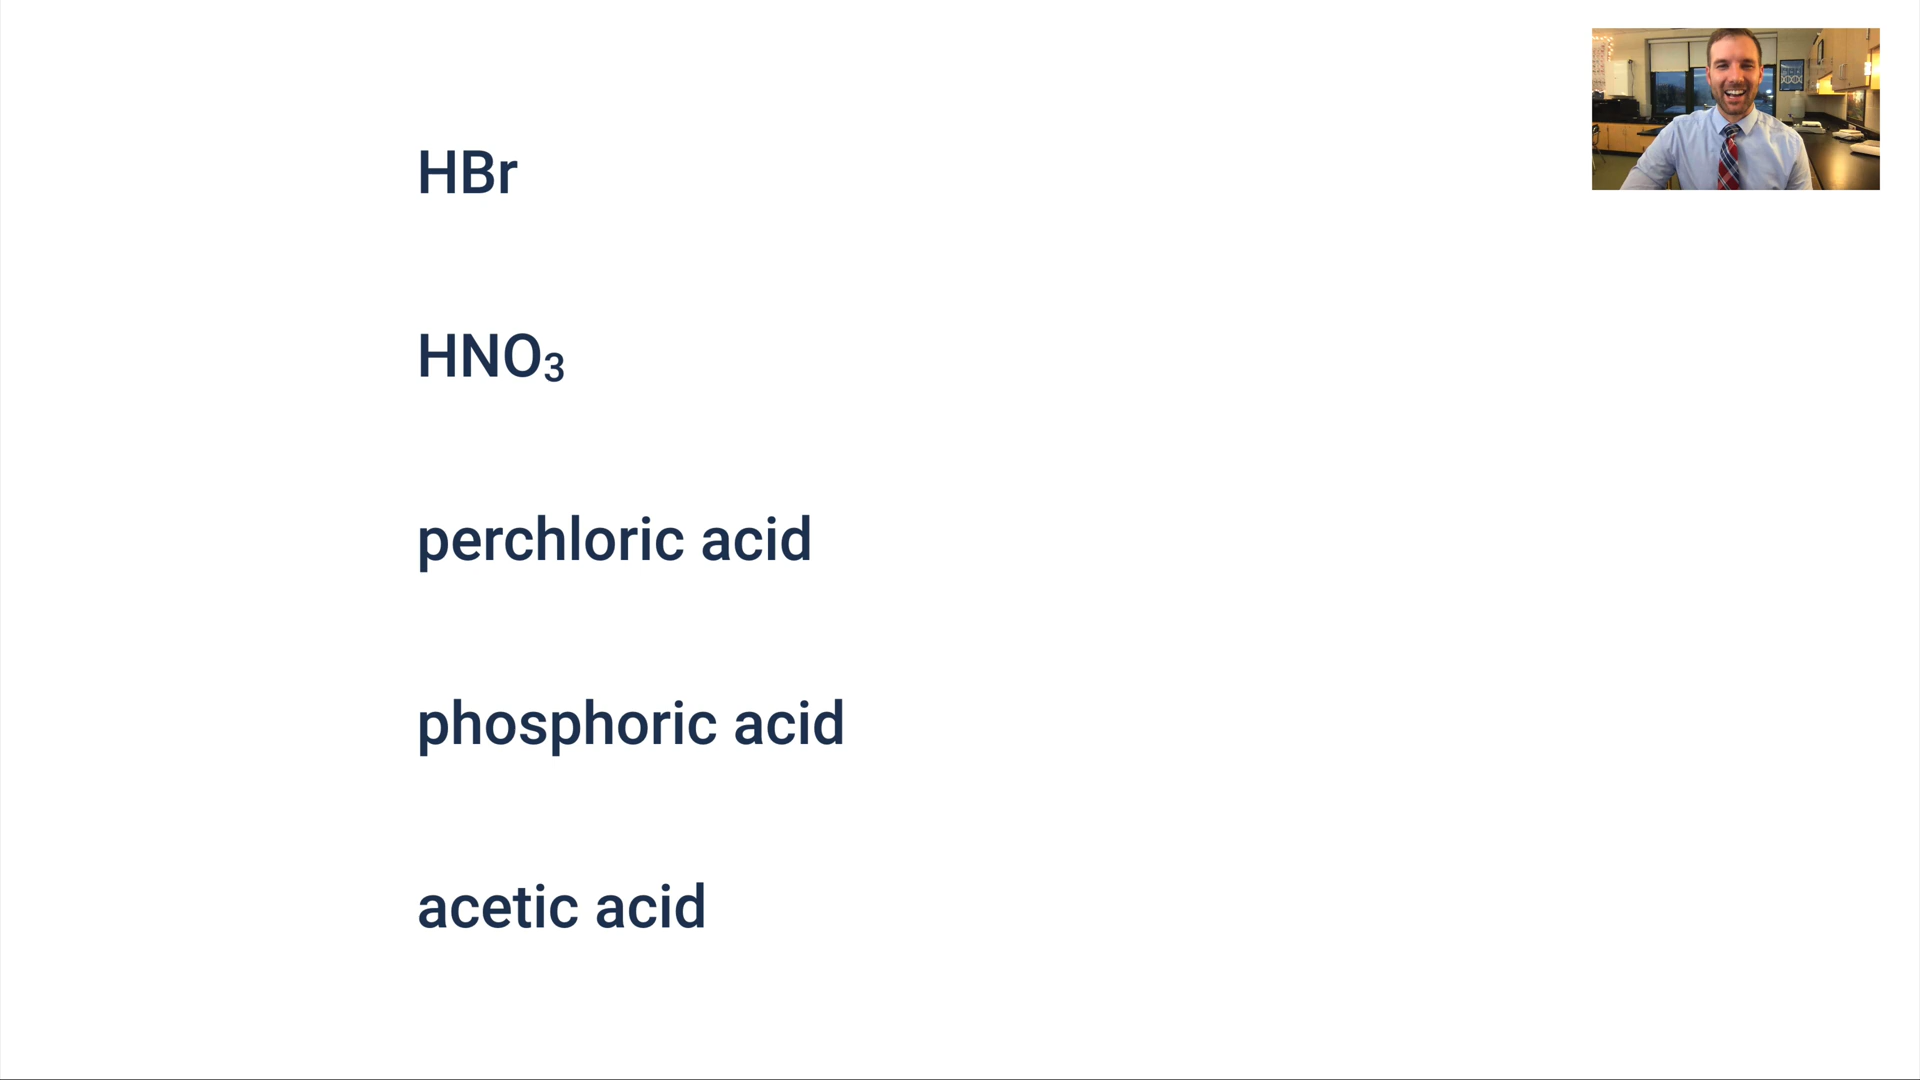 HBr
HNO₃
perchloric acid
phosphoric acid
acetic acid